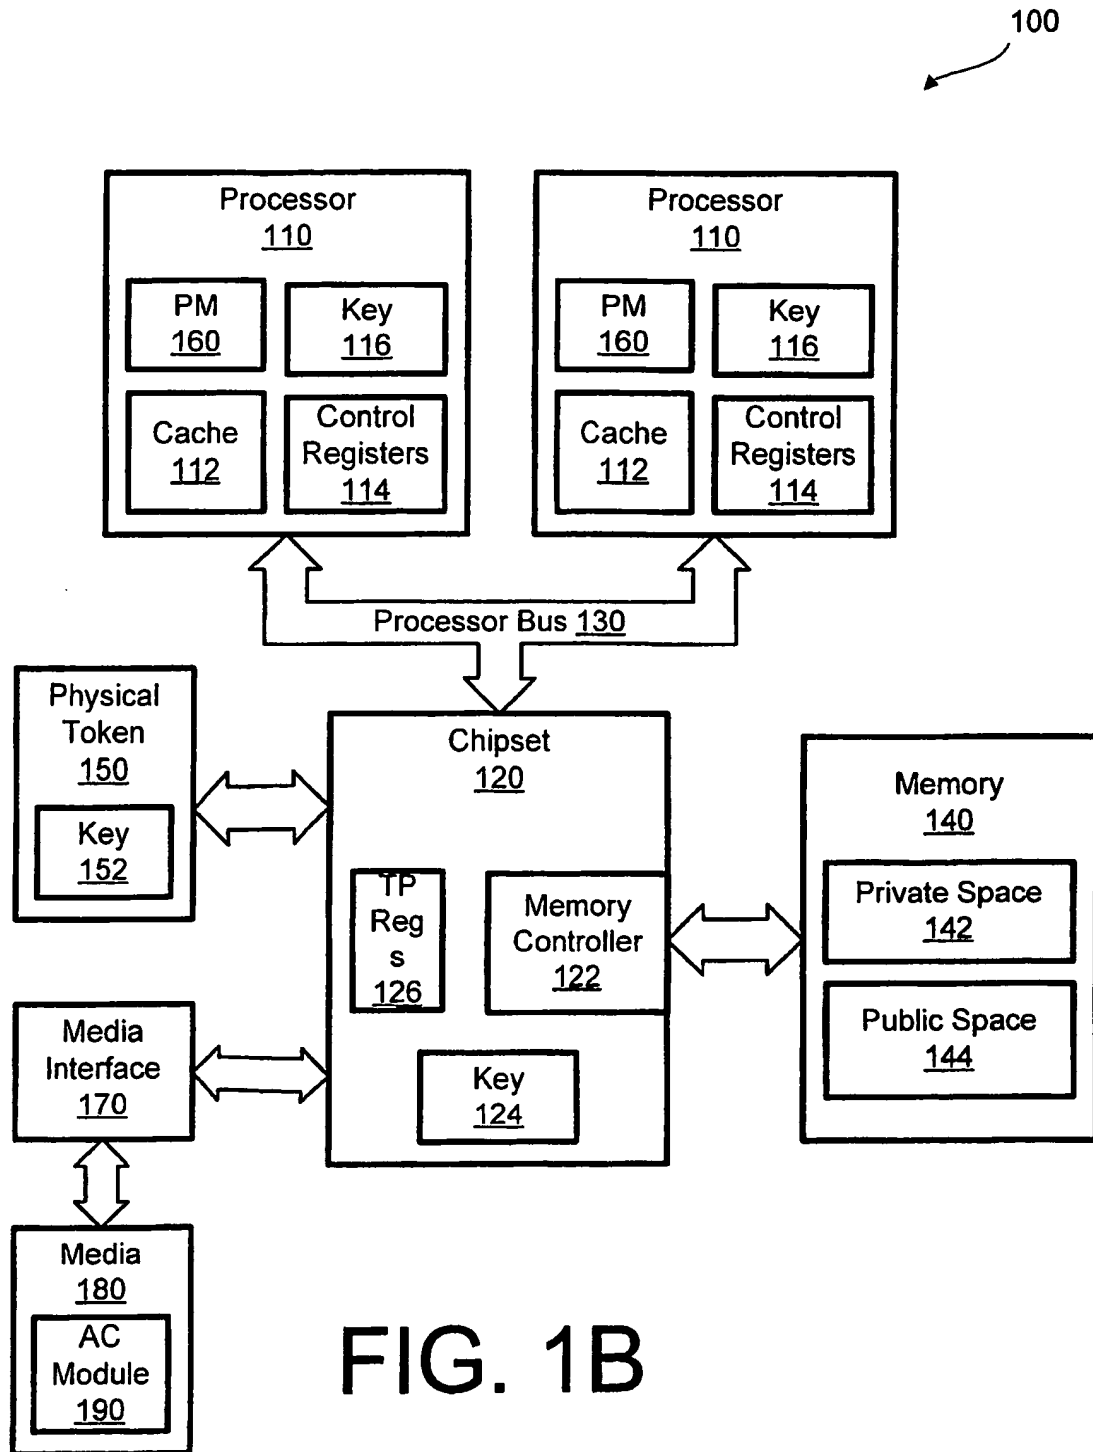 100
Processor
110
PM
160
Key
116
Cache
112
Control
Registers
114
Processor
110
PM
160
Key
116
Cache
112
Control
Registers
114
Processor Bus 130
Physical
Token
150
Key
152
Chipset
120
TP
Reg
s
126
Memory
Controller
122
Key
124
Memory
140
Private Space
142
Public Space
144
Media
Interface
170
Media
180
AC
Module
190
FIG. 1B